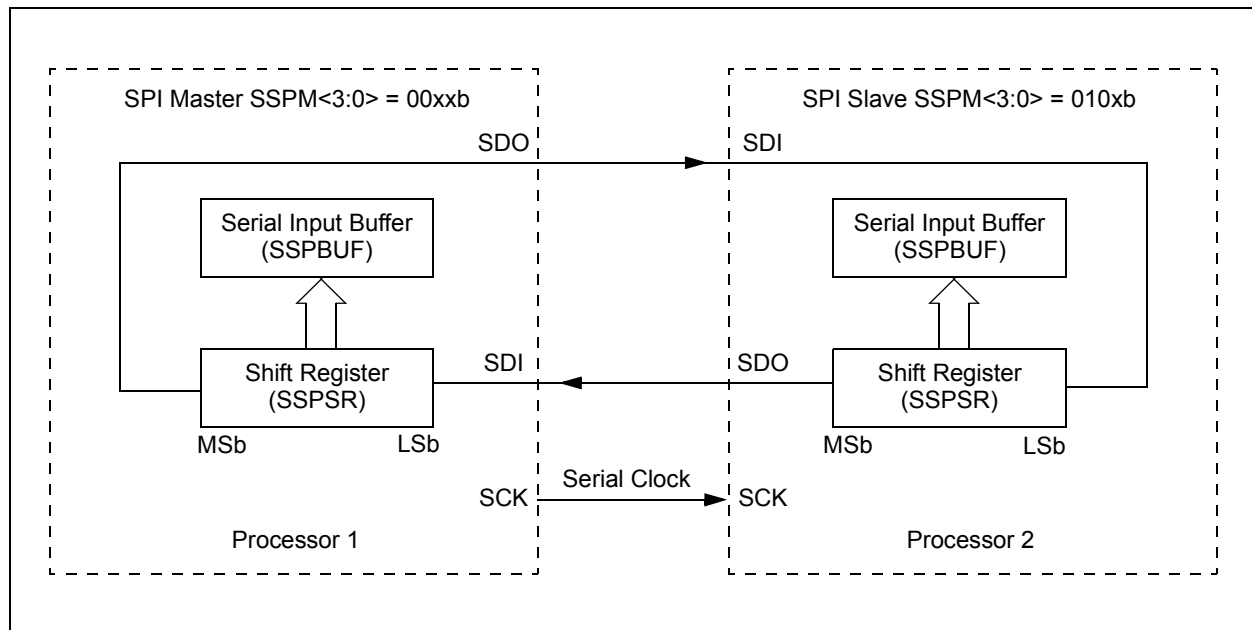 SPI Master SSPM<3:0> = 00xxb
SPI Slave SSPM<3:0> = 010xb
SDO
SDI
Serial Input Buffer
(SSPBUF)
Serial Input Buffer
(SSPBUF)
Shift Register
(SSPSR)
SDI
SDO
Shift Register
(SSPSR)
MSb
LSb
MSb
LSb
SCK
Serial Clock
SCK
Processor 1
Processor 2